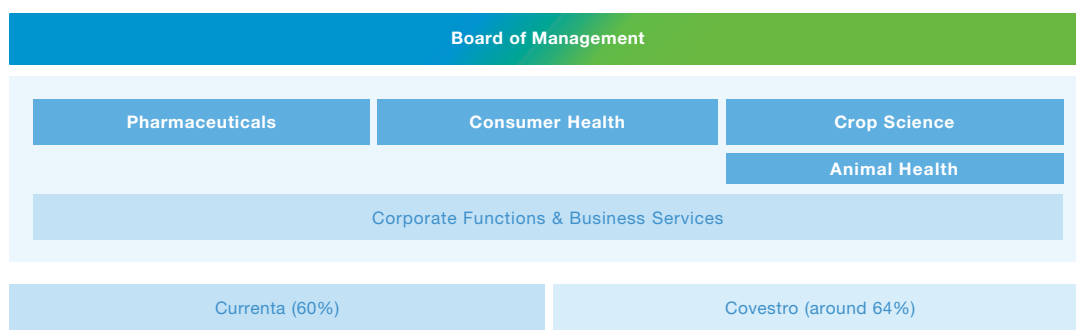 Board of Management
Pharmaceuticals
Consumer Health
Crop Science
Animal Health
Corporate Functions & Business Services
Currenta (60%)
Covestro (around 64%)